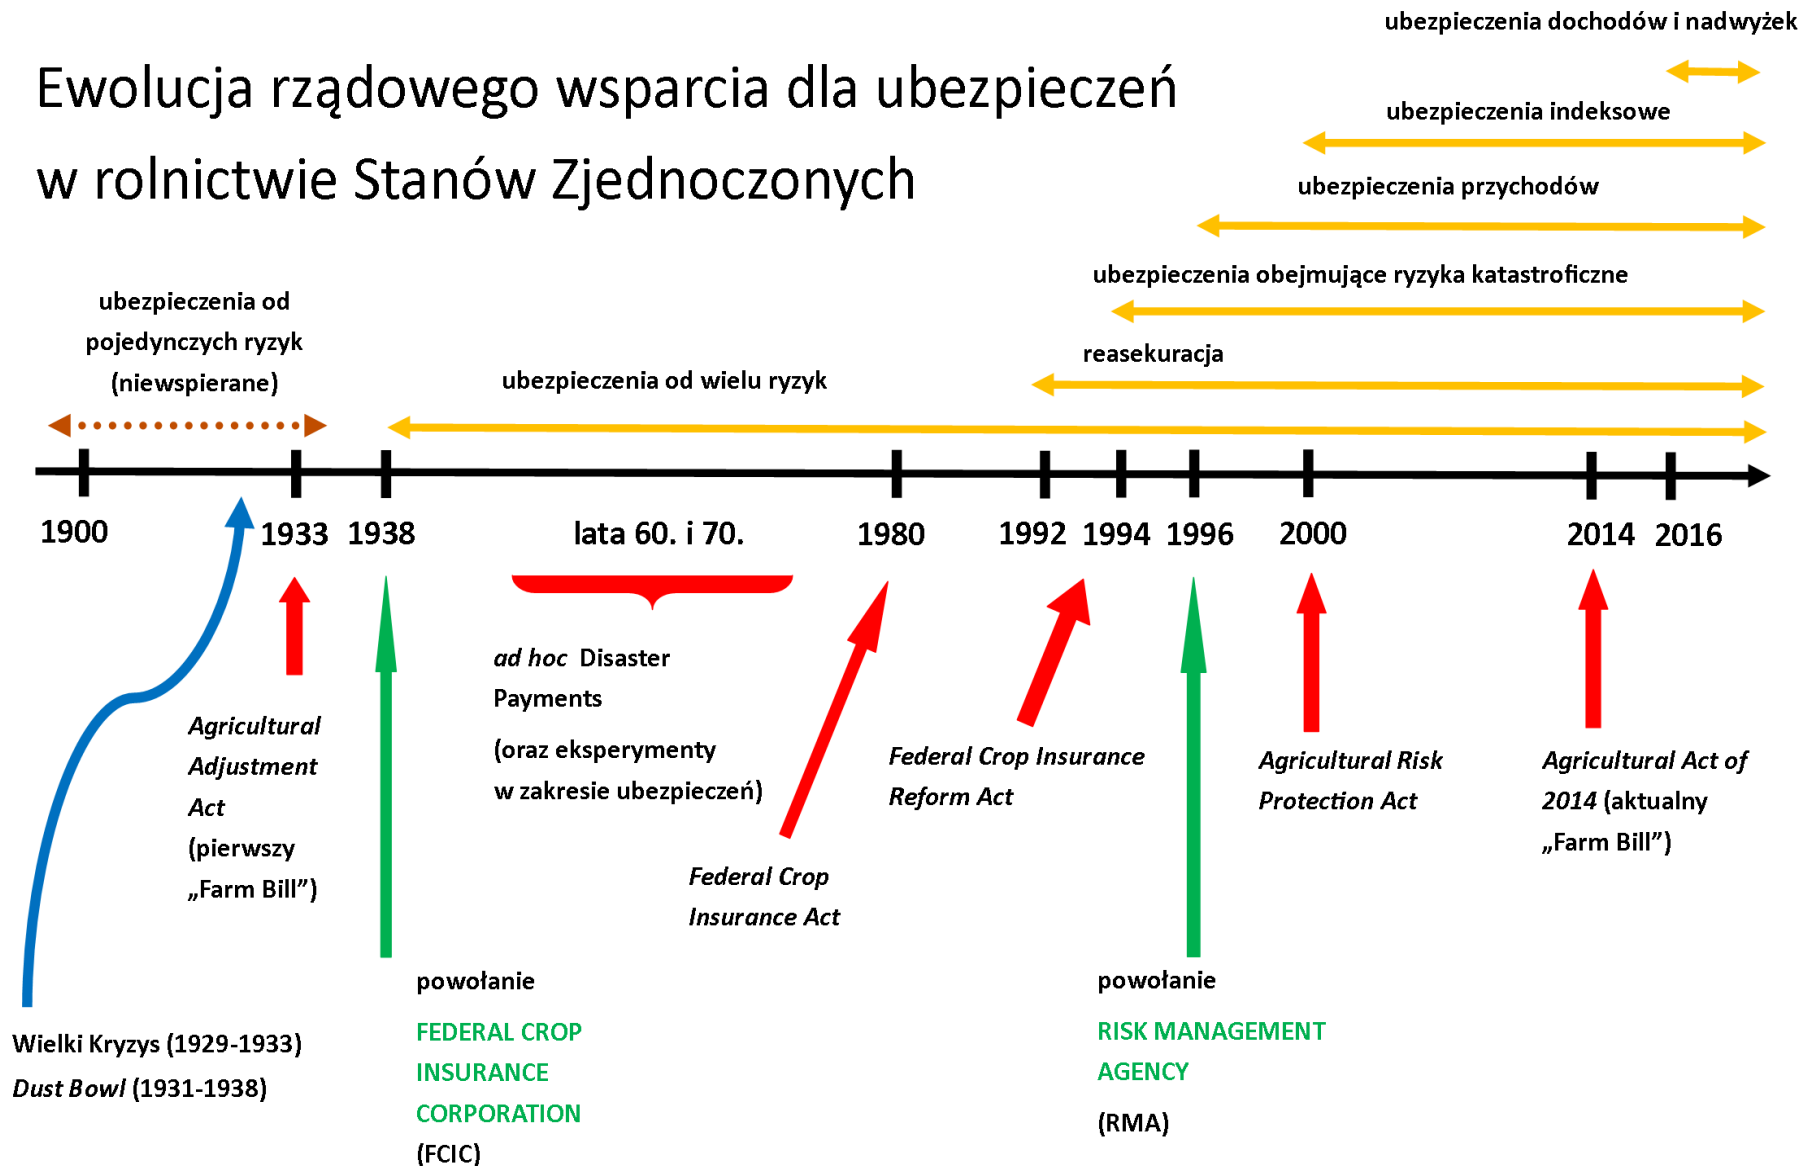 Ewolucja rządowego wsparcia dla ubezpieczeń
w rolnictwie Stanów Zjednoczonych
ubezpieczenia dochodów i nadwyżek
ubezpieczenia indeksowe
ubezpieczenia przychodów
ubezpieczenia obejmujące ryzyka katastroficzne
reasekuracja
ubezpieczenia od
pojedynczych ryzyk
(niewspierane)
ubezpieczenia od wielu ryzyk
1900
1933
1938
lata 60. i 70.
1980
1992
1994
1996
2000
2014
2016
Agricultural
Adjustment
Act
(pierwszy
„Farm Bill”)
ad hoc Disaster
Payments
(oraz eksperymenty
w zakresie ubezpieczeń)
Federal Crop
Insurance Act
Federal Crop Insurance
Reform Act
Agricultural Risk
Protection Act
Agricultural Act of
2014 (aktualny
„Farm Bill”)
Wielki Kryzys (1929-1933)
Dust Bowl (1931-1938)
powołanie
FEDERAL CROP
INSURANCE
CORPORATION
(FCIC)
powołanie
RISK MANAGEMENT
AGENCY
(RMA)